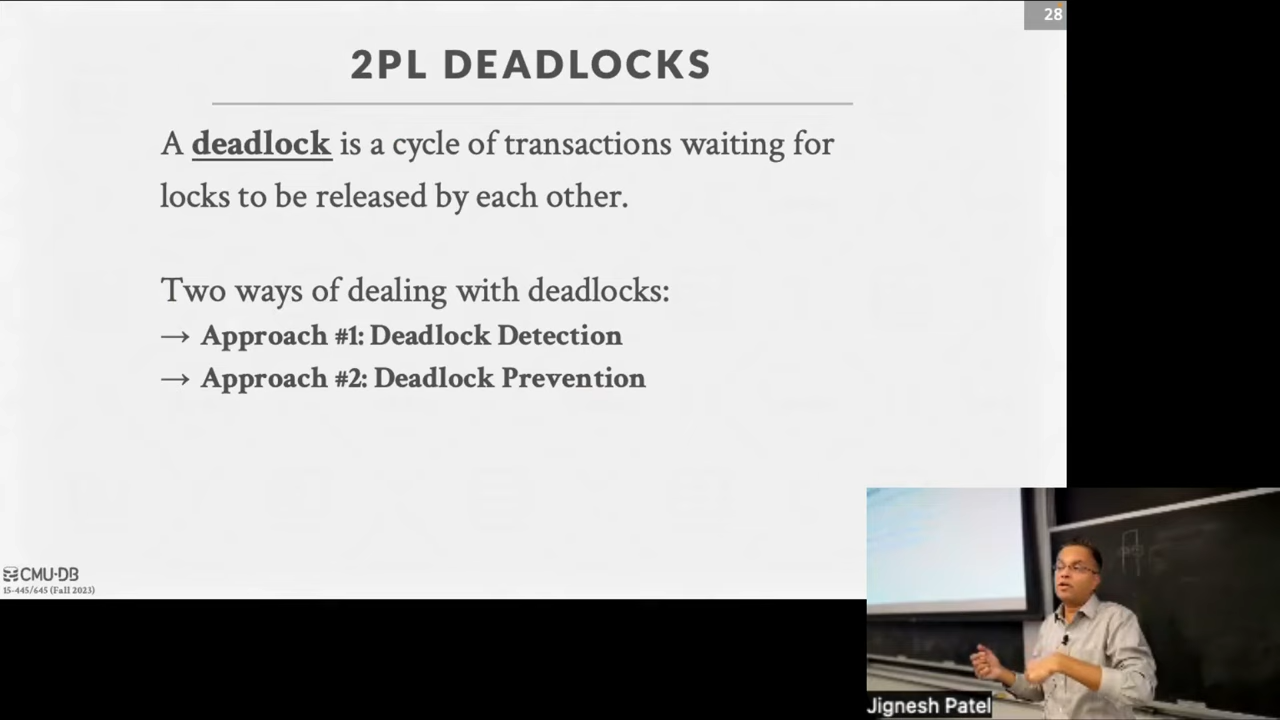 28
2PL DEADLOCKS
A deadlock is a cycle of transactions waiting for
locks to be released by each other.
Two ways of dealing with deadlocks:
→ Approach #1: Deadlock Detection
→ Approach #2: Deadlock Prevention
CMU·DB
15-445/645 (Fall 2023)
Jignesh Patel